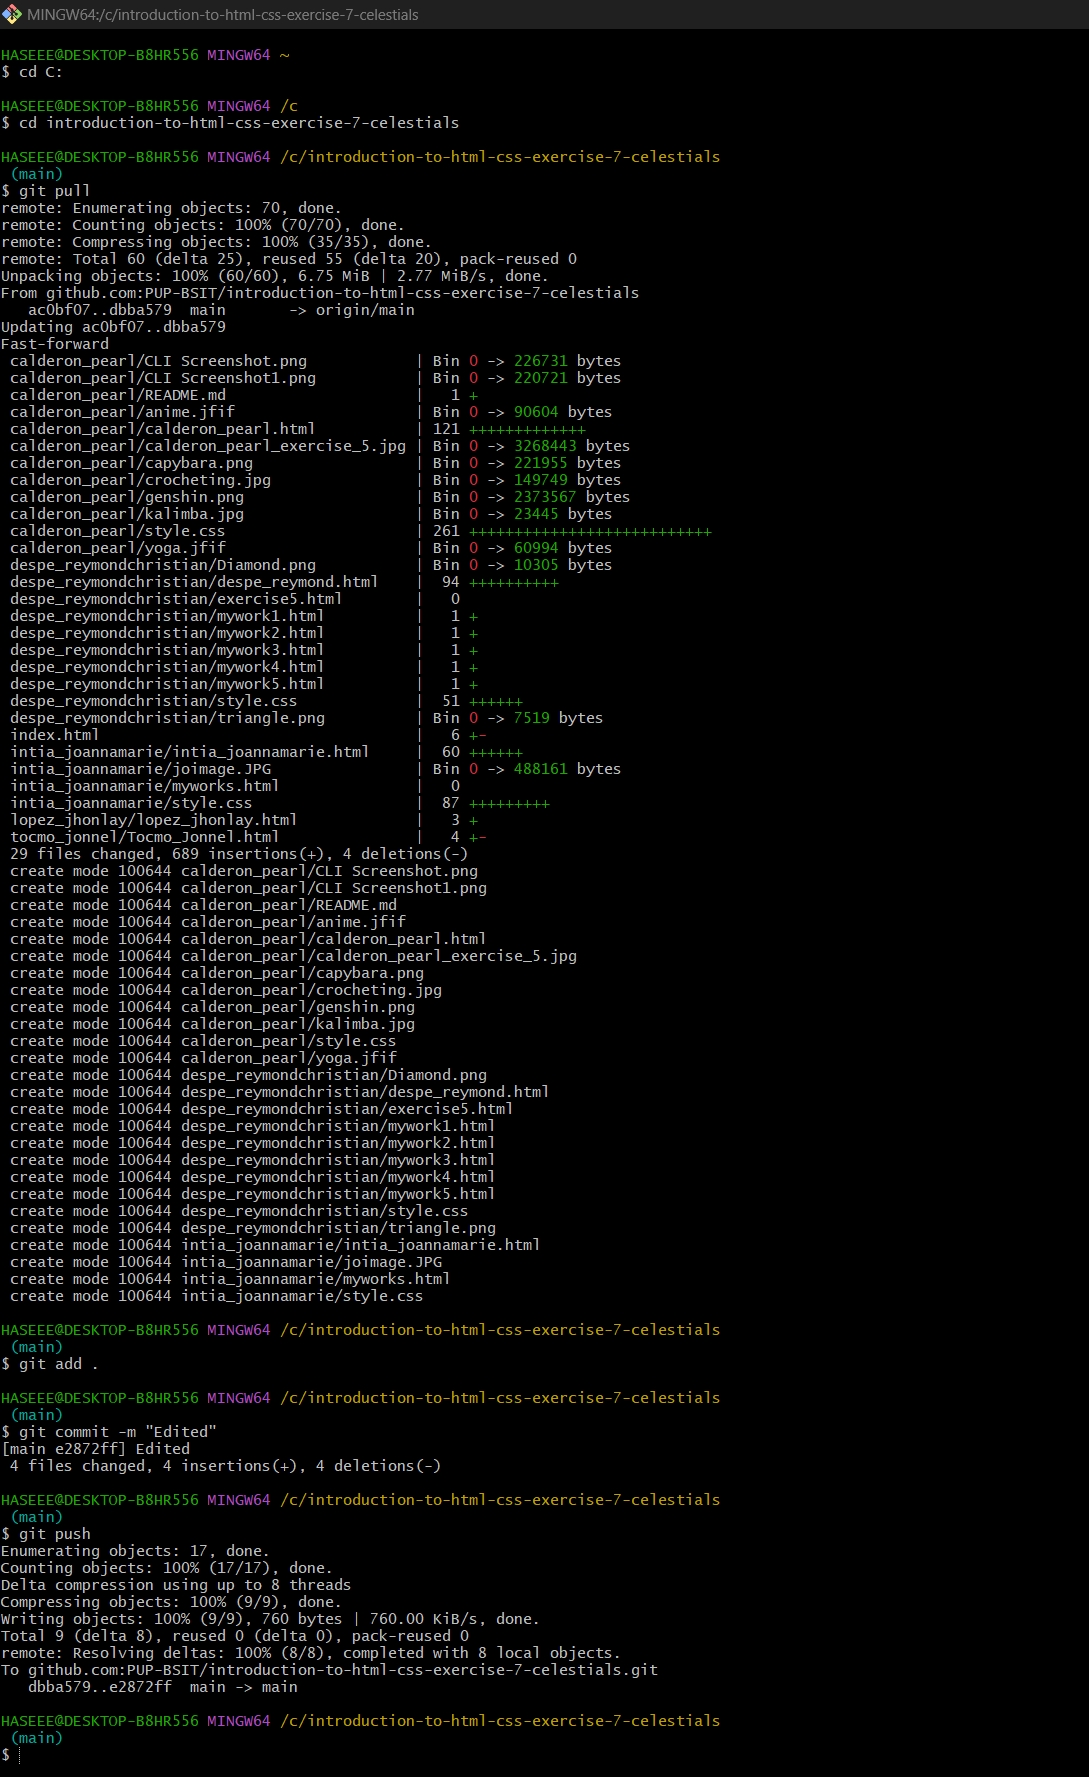 MINGW64:/c/introduction-to-html-css-exercise-7-celestials
HASEEE@DESKTOP-B8HR556 MINGW64 ~
$ cd C:
HASEEE@DESKTOP-B8HR556 MINGW64 /c
$ cd introduction-to-html-css-exercise-7-celestials
HASEEE@DESKTOP-B8HR556 MINGW64 /c/introduction-to-html-css-exercise-7-celestials
(main)
$ git pull
remote: Enumerating objects: 70, done.
remote: Counting objects: 100% (70/70), done.
remote: Compressing objects: 100% (35/35), done.
remote: Total 60 (delta 25), reused 55 (delta 20), pack-reused 0
Unpacking objects: 100% (60/60), 6.75 MiB | 2.77 MiB/s, done.
From github.com:PUP-BSIT/introduction-to-html-css-exercise-7-celestials
   ac0bf07..dbba579  main       -> origin/main
Updating ac0bf07..dbba579
Fast-forward
 calderon_pearl/CLI Screenshot.png            | Bin 0 -> 226731 bytes
 calderon_pearl/CLI Screenshot1.png           | Bin 0 -> 220721 bytes
 calderon_pearl/README.md                     |   1 +
 calderon_pearl/anime.jfif                    | Bin 0 -> 90604 bytes
 calderon_pearl/calderon_pearl.html           | 121 +++++++++++++
 calderon_pearl/calderon_pearl_exercise_5.jpg | Bin 0 -> 3268443 bytes
 calderon_pearl/capybara.png                  | Bin 0 -> 221955 bytes
 calderon_pearl/crocheting.jpg                | Bin 0 -> 149749 bytes
 calderon_pearl/genshin.png                   | Bin 0 -> 2373567 bytes
 calderon_pearl/kalimba.jpg                   | Bin 0 -> 23445 bytes
 calderon_pearl/style.css                     | 261 +++++++++++++++++++++++++++
 calderon_pearl/yoga.jfif                     | Bin 0 -> 60994 bytes
 despe_reymondchristian/Diamond.png           | Bin 0 -> 10305 bytes
 despe_reymondchristian/despe_reymond.html    |  94 ++++++++++
 despe_reymondchristian/exercise5.html        |   0
 despe_reymondchristian/mywork1.html          |   1 +
 despe_reymondchristian/mywork2.html          |   1 +
 despe_reymondchristian/mywork3.html          |   1 +
 despe_reymondchristian/mywork4.html          |   1 +
 despe_reymondchristian/mywork5.html          |   1 +
 despe_reymondchristian/style.css             |  51 ++++++
 despe_reymondchristian/triangle.png          | Bin 0 -> 7519 bytes
 index.html                                   |   6 +-
 intia_joannamarie/intia_joannamarie.html     |  60 ++++++
 intia_joannamarie/joimage.JPG                | Bin 0 -> 488161 bytes
 intia_joannamarie/myworks.html               |   0
 intia_joannamarie/style.css                  |  87 +++++++++
 lopez_jhonlay/lopez_jhonlay.html             |   3 +
 tocmo_jonnel/Tocmo_Jonnel.html               |   4 +-
 29 files changed, 689 insertions(+), 4 deletions(-)
 create mode 100644 calderon_pearl/CLI Screenshot.png
 create mode 100644 calderon_pearl/CLI Screenshot1.png
 create mode 100644 calderon_pearl/README.md
 create mode 100644 calderon_pearl/anime.jfif
 create mode 100644 calderon_pearl/calderon_pearl.html
 create mode 100644 calderon_pearl/calderon_pearl_exercise_5.jpg
 create mode 100644 calderon_pearl/capybara.png
 create mode 100644 calderon_pearl/crocheting.jpg
 create mode 100644 calderon_pearl/genshin.png
 create mode 100644 calderon_pearl/kalimba.jpg
 create mode 100644 calderon_pearl/style.css
 create mode 100644 calderon_pearl/yoga.jfif
 create mode 100644 despe_reymondchristian/Diamond.png
 create mode 100644 despe_reymondchristian/despe_reymond.html
 create mode 100644 despe_reymondchristian/exercise5.html
 create mode 100644 despe_reymondchristian/mywork1.html
 create mode 100644 despe_reymondchristian/mywork2.html
 create mode 100644 despe_reymondchristian/mywork3.html
 create mode 100644 despe_reymondchristian/mywork4.html
 create mode 100644 despe_reymondchristian/mywork5.html
 create mode 100644 despe_reymondchristian/style.css
 create mode 100644 despe_reymondchristian/triangle.png
 create mode 100644 intia_joannamarie/intia_joannamarie.html
 create mode 100644 intia_joannamarie/joimage.JPG
 create mode 100644 intia_joannamarie/myworks.html
 create mode 100644 intia_joannamarie/style.css
HASEEE@DESKTOP-B8HR556 MINGW64 /c/introduction-to-html-css-exercise-7-celestials
(main)
$ git add .
HASEEE@DESKTOP-B8HR556 MINGW64 /c/introduction-to-html-css-exercise-7-celestials
(main)
$ git commit -m "Edited"
[main e2872ff] Edited
 4 files changed, 4 insertions(+), 4 deletions(-)
HASEEE@DESKTOP-B8HR556 MINGW64 /c/introduction-to-html-css-exercise-7-celestials
(main)
$ git push
Enumerating objects: 17, done.
Counting objects: 100% (17/17), done.
Delta compression using up to 8 threads
Compressing objects: 100% (9/9), done.
Writing objects: 100% (9/9), 760 bytes | 760.00 KiB/s, done.
Total 9 (delta 8), reused 0 (delta 0), pack-reused 0
remote: Resolving deltas: 100% (8/8), completed with 8 local objects.
To github.com:PUP-BSIT/introduction-to-html-css-exercise-7-celestials.git
   dbba579..e2872ff  main -> main
HASEEE@DESKTOP-B8HR556 MINGW64 /c/introduction-to-html-css-exercise-7-celestials
(main)
$